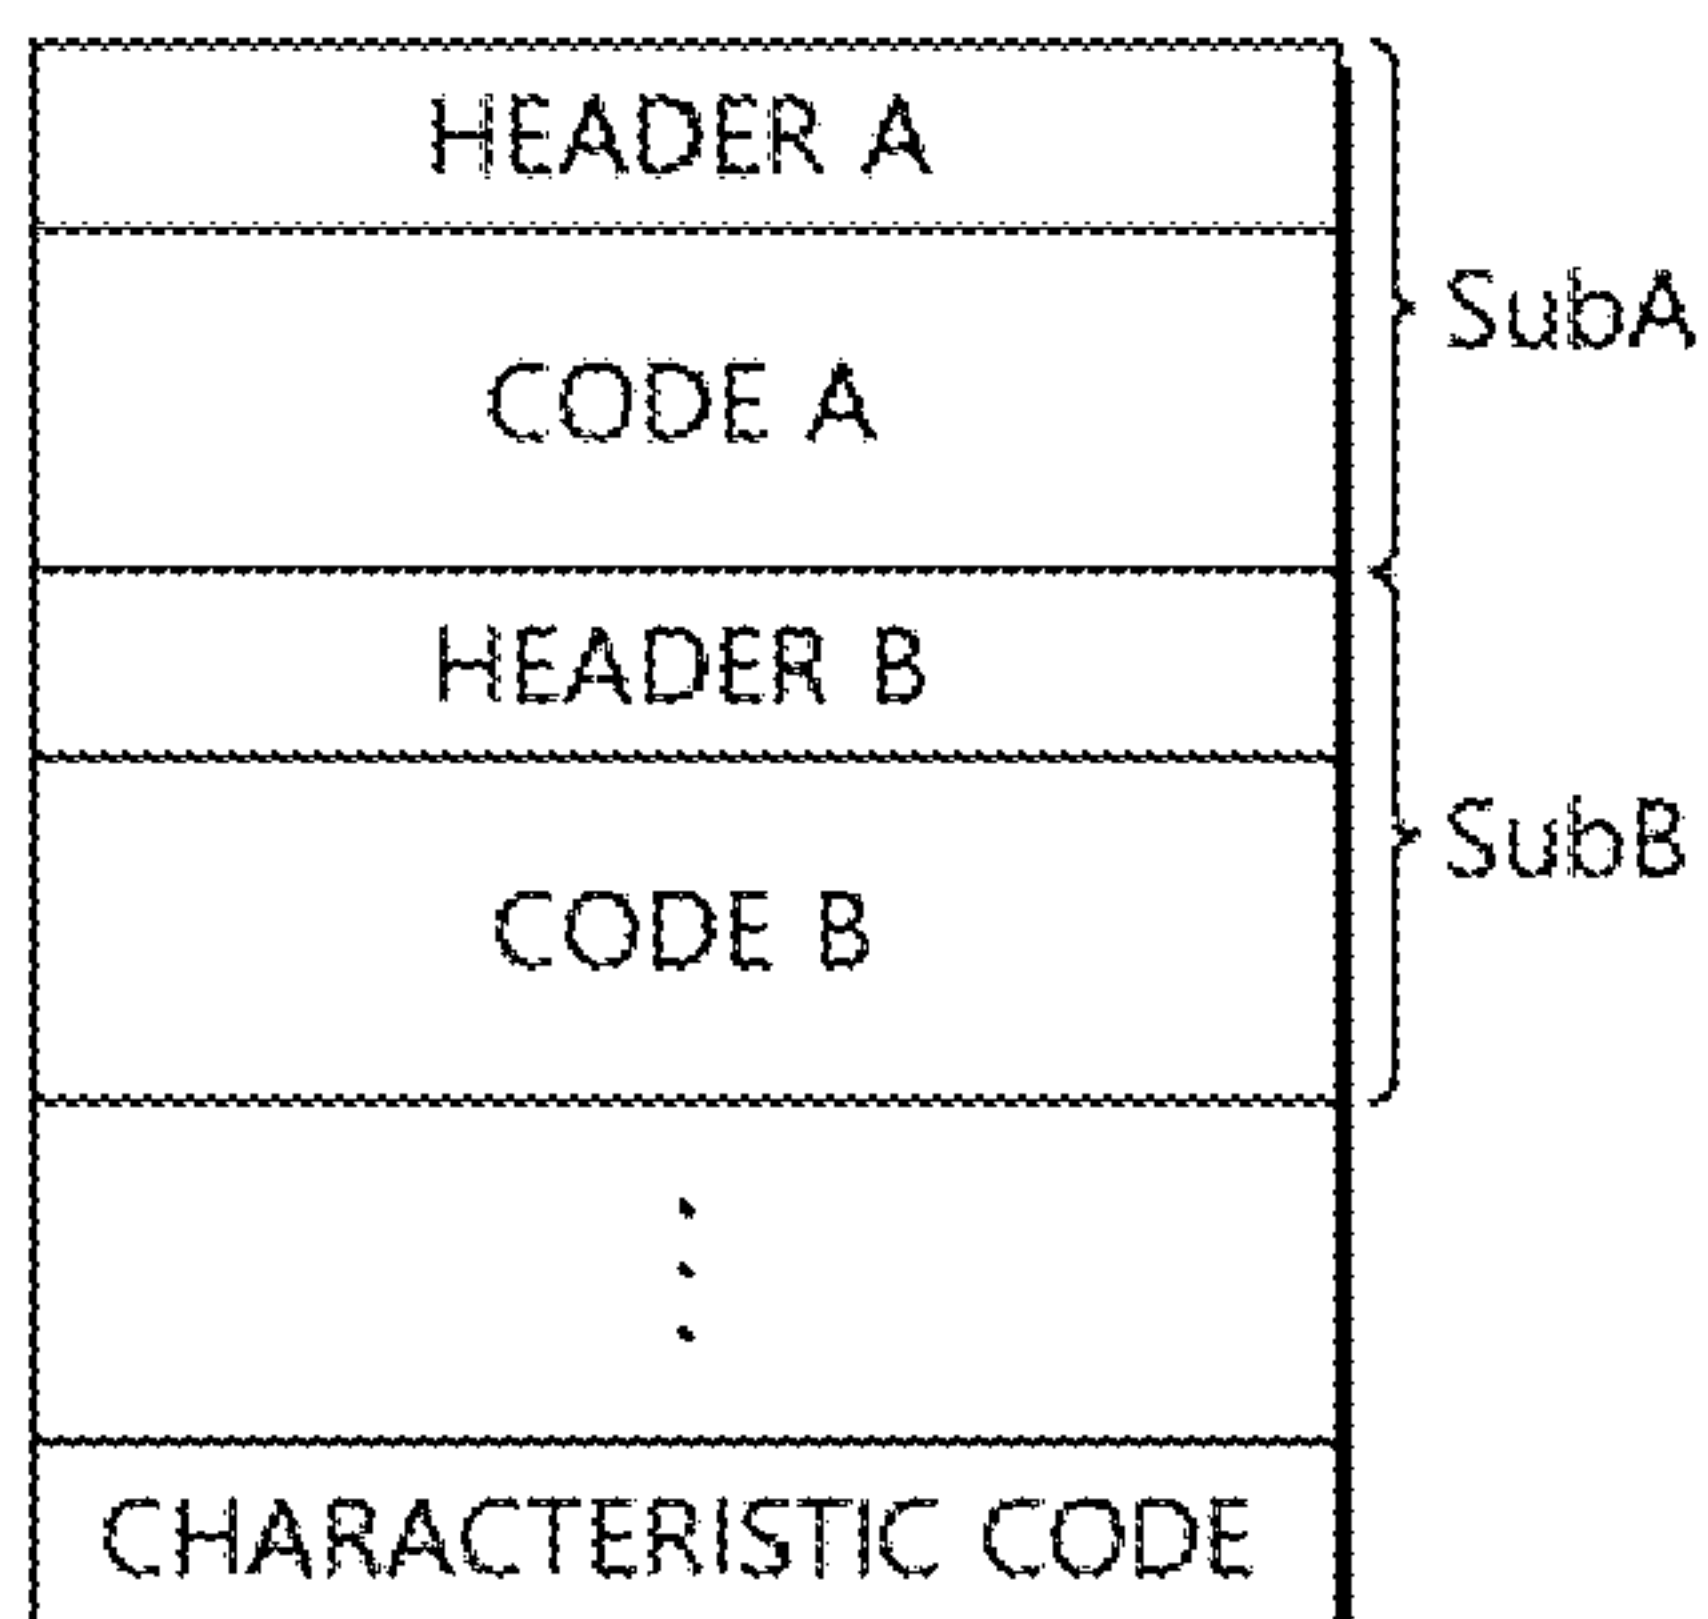 HEADER A
CODE A
SubA
HEADER B
CODE B
SubB
CHARACTERISTIC CODE